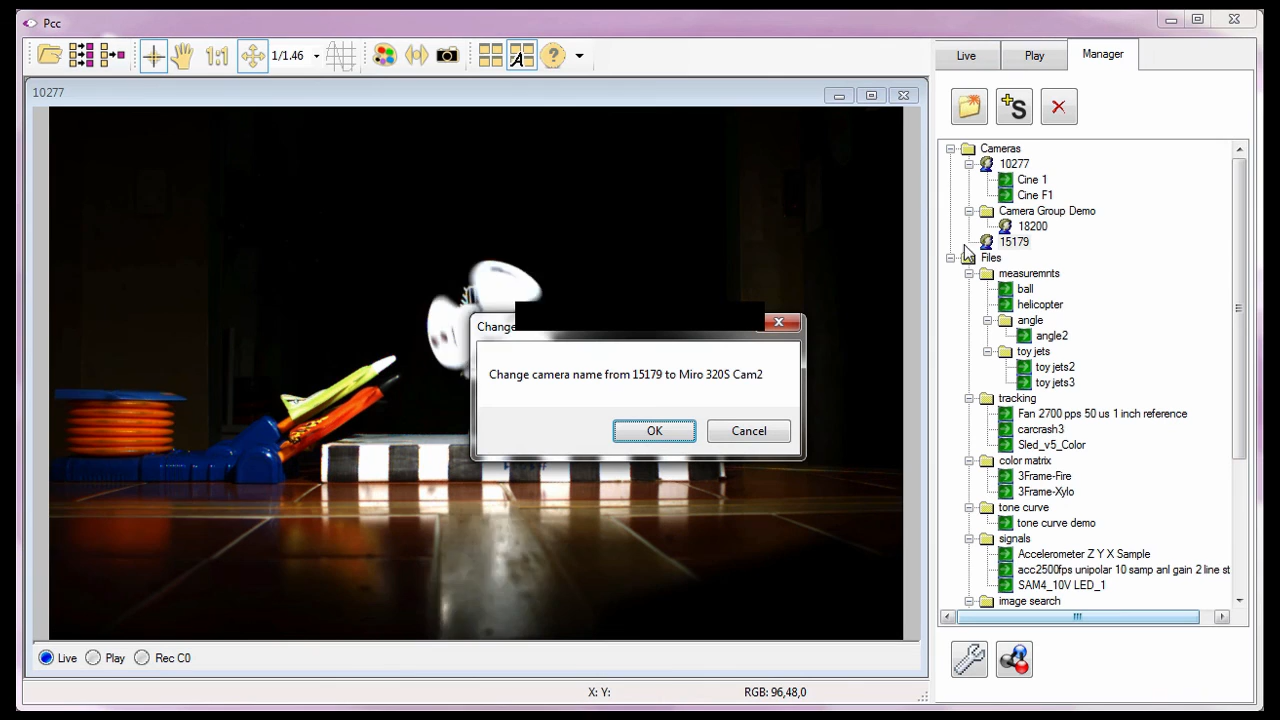 Pcc
1:1
1/1.46
A
?
S
Live
Play
Manager
10277
Cameras
10277
Cine 1
Cine F1
Camera Group Demo
18200
15179
Files
measuremnts
ball
helicopter
angle
angle2
toy jets
toy jets2
toy jets3
tracking
Fan 2700 pps 50 us 1 inch reference
carcrash3
Sled_v5_Color
color matrix
3Frame-Fire
3Frame-Xylo
tone curve
tone curve demo
signals
Accelerometer Z Y X Sample
acc2500fps unipolar 10 samp anl gain 2 line st
SAM4_10V LED_1
image search
Change
Change camera name from 15179 to Miro 320S Cam2
OK
Cancel
Live
Play
Rec C0
X: Y:
RGB: 96,48,0